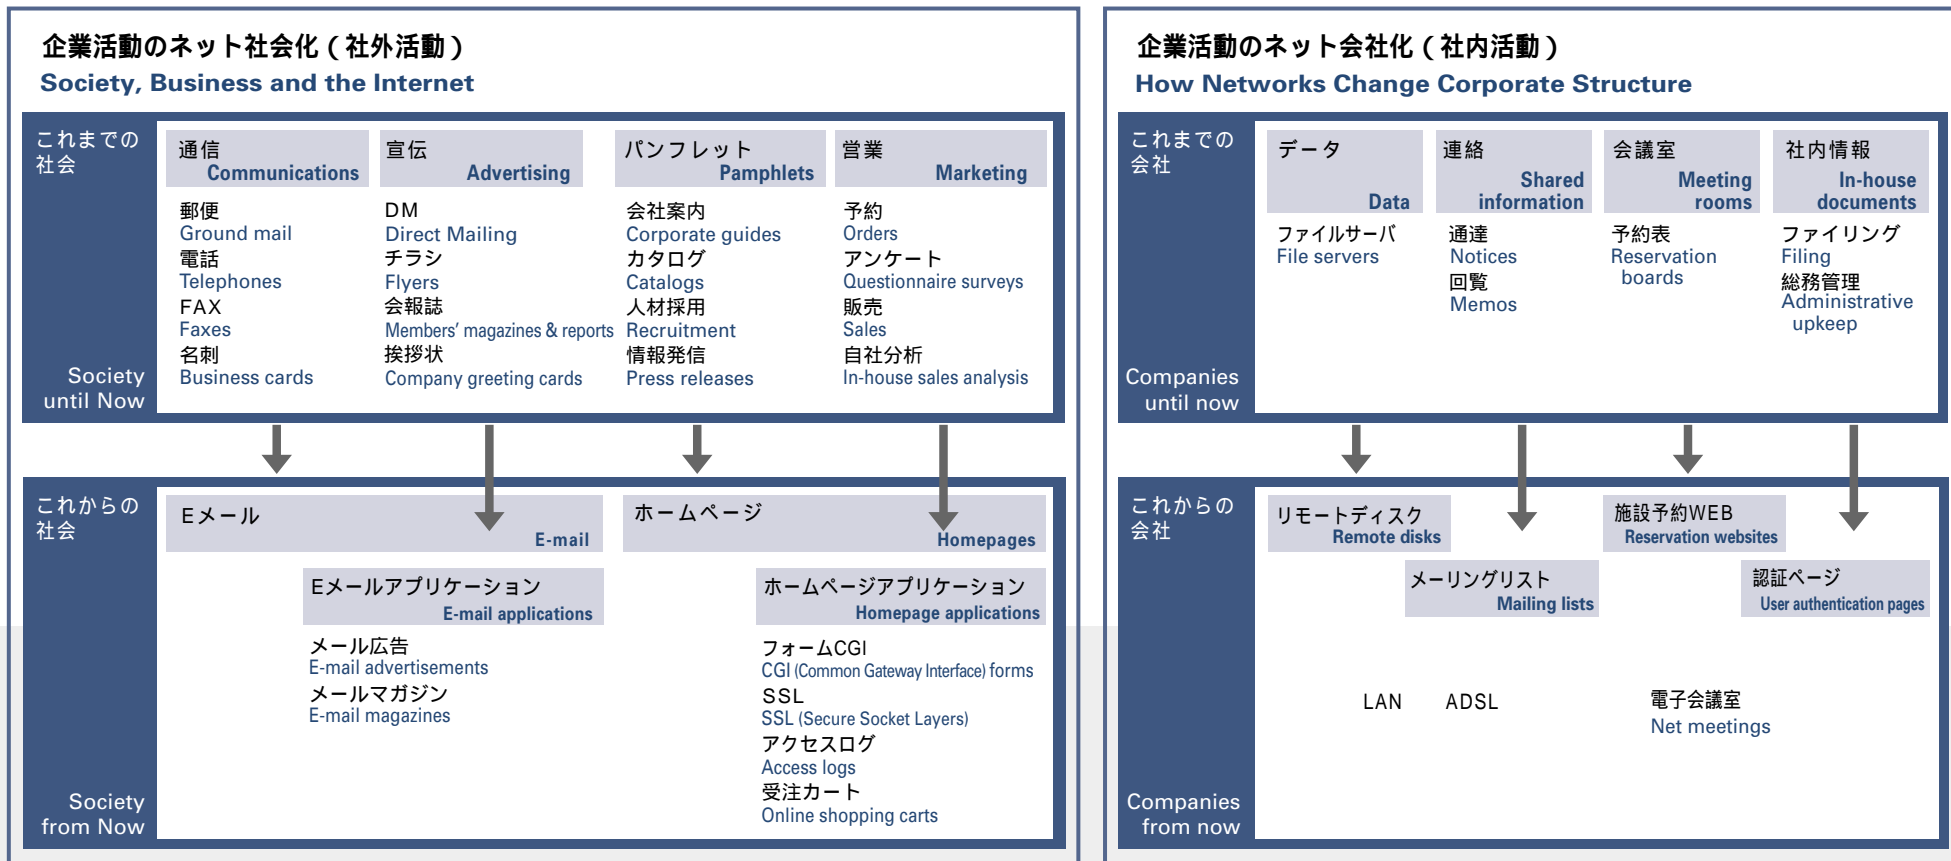 企業活動のネット社会化（社外活動）
Society, Business and the Internet
これまでの
社会
Society
until Now
通信
Communications
郵便
Ground mail
電話
Telephones
FAX
Faxes
名刺
Business cards
宣伝
Advertising
DM
Direct Mailing
チラシ
Flyers
会報誌
Members' magazines & reports
挨拶状
Company greeting cards
パンフレット
Pamphlets
会社案内
Corporate guides
カタログ
Catalogs
人材採用
Recruitment
情報発信
Press releases
営業
Marketing
予約
Orders
アンケート
Questionnaire surveys
販売
Sales
自社分析
In-house sales analysis
これからの
社会
Society
from Now
Eメール
E-mail
Eメールアプリケーション
E-mail applications
メール広告
E-mail advertisements
メールマガジン
E-mail magazines
ホームページ
Homepages
ホームページアプリケーション
Homepage applications
フォームCGI
CGI (Common Gateway Interface) forms
SSL
SSL (Secure Socket Layers)
アクセスログ
Access logs
受注カート
Online shopping carts
企業活動のネット会社化（社内活動）
How Networks Change Corporate Structure
これまでの
会社
Companies
until now
データ
Data
ファイルサーバ
File servers
連絡
Shared
information
通達
Notices
回覧
Memos
会議室
Meeting
rooms
予約表
Reservation
boards
社内情報
In-house
documents
ファイリング
Filing
総務管理
Administrative
upkeep
これからの
会社
Companies
from now
リモートディスク
Remote disks
メーリングリスト
Mailing lists
施設予約WEB
Reservation websites
認証ページ
User authentication pages
LAN ADSL
電子会議室
Net meetings